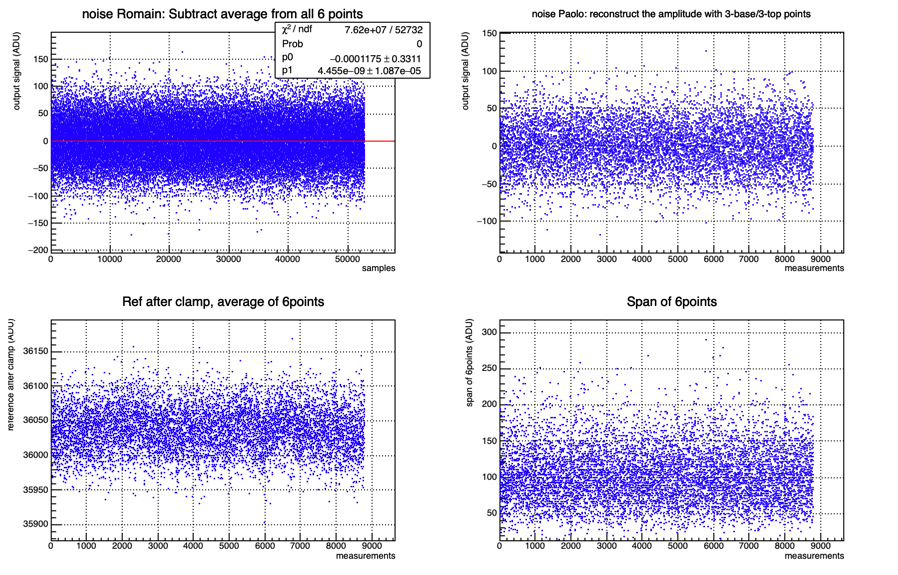 noise Romain: Subtract average from all 6 points
χ² / ndf 7.62e+07 / 52732
Prob 0
p0 −0.0001175 ± 0.3311
p1 4.455e−09 ± 1.087e−05
output signal (ADU)
150
100
50
0
−50
−100
−150
−200
0 10000 20000 30000 40000 50000
samples
noise Paolo: reconstruct the amplitude with 3-base/3-top points
output signal (ADU)
150
100
50
0
−50
−100
0 1000 2000 3000 4000 5000 6000 7000 8000 9000
measurements
Ref after clamp, average of 6points
reference after clamp (ADU)
36150
36100
36050
36000
35950
35900
0 1000 2000 3000 4000 5000 6000 7000 8000 9000
measurements
Span of 6points
span of 6points (ADU)
300
250
200
150
100
50
0 1000 2000 3000 4000 5000 6000 7000 8000 9000
measurements